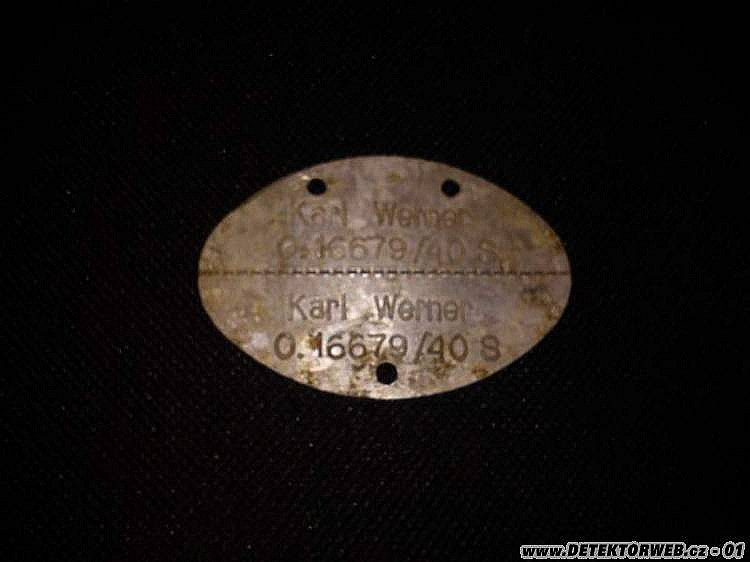 Karl Werner
O.16679/40 S
Karl Werner
O.16679/40 S
www.DETEKTORWEB.cz - 01